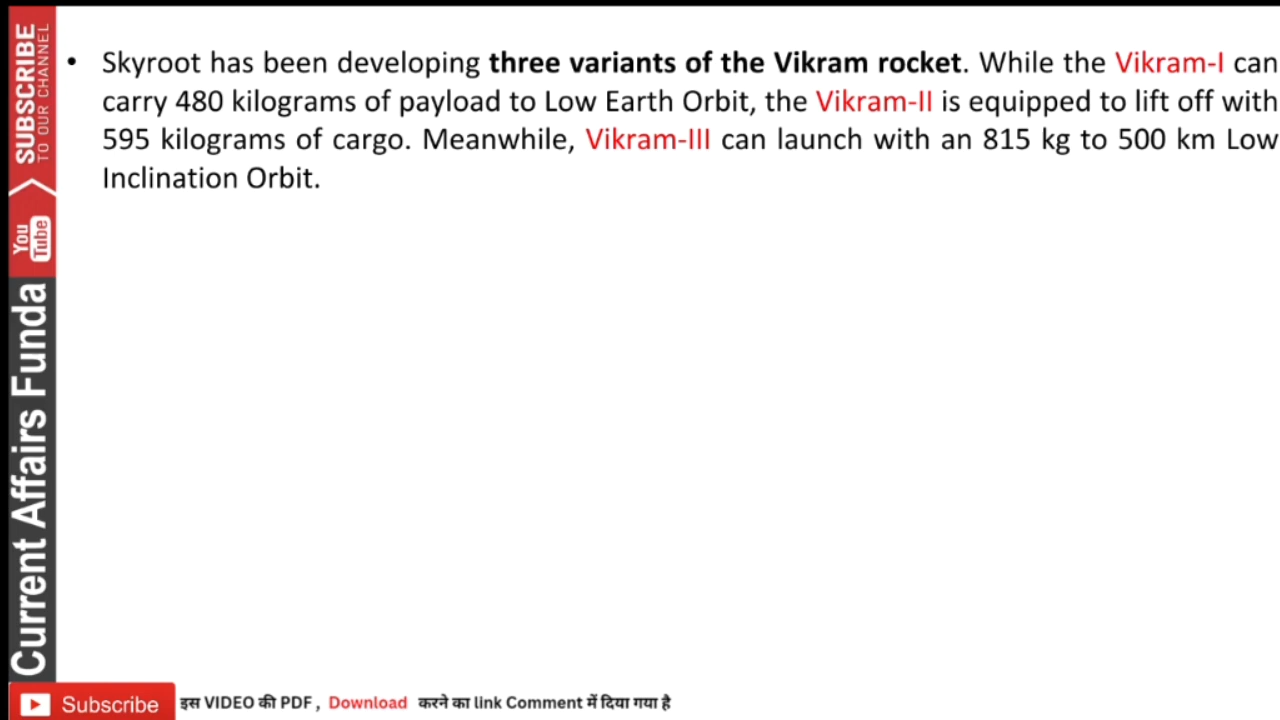 • Skyroot has been developing three variants of the Vikram rocket. While the Vikram-I can
carry 480 kilograms of payload to Low Earth Orbit, the Vikram-II is equipped to lift off with
595 kilograms of cargo. Meanwhile, Vikram-III can launch with an 815 kg to 500 km Low
Inclination Orbit.
SUBSCRIBE
TO OUR CHANNEL
You
Tube
Current Affairs Funda
Subscribe
इस VIDEO की PDF , Download करने का link Comment में दिया गया है